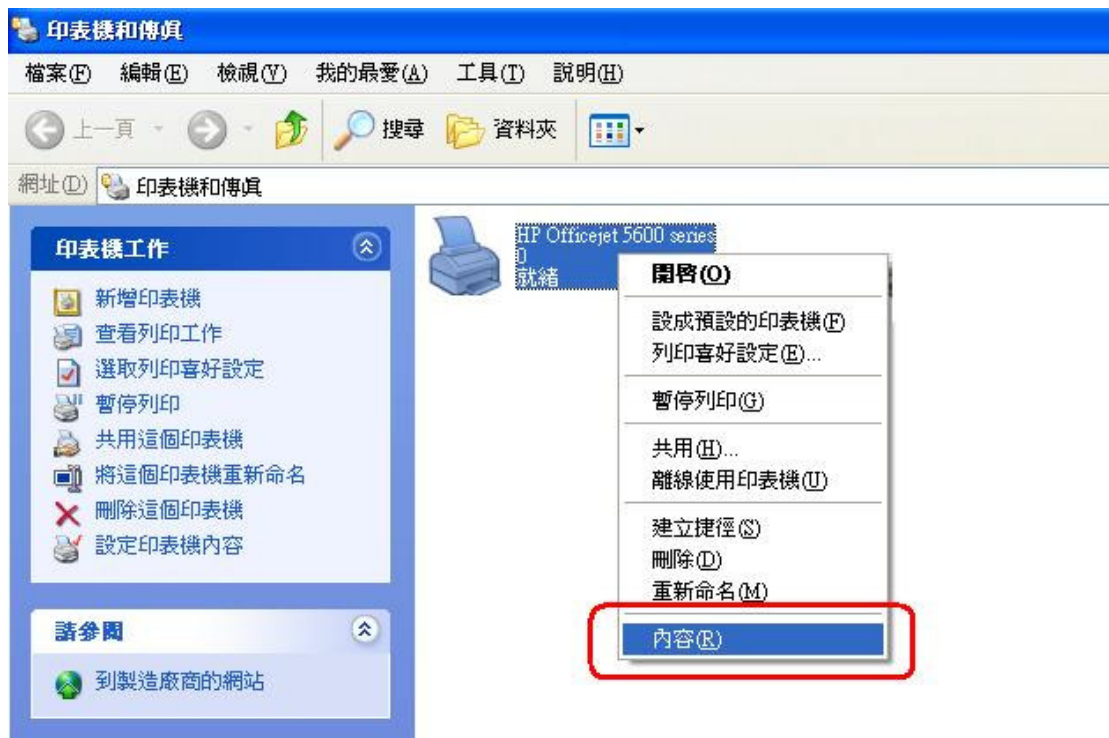 印表機和傳真
檔案(F) 編輯(E) 檢視(V) 我的最愛(A) 工具(T) 說明(H)
上一頁 搜尋 資料夾
網址(D) 印表機和傳真
印表機工作
新增印表機
查看列印工作
選取列印喜好設定
暫停列印
共用這個印表機
將這個印表機重新命名
刪除這個印表機
設定印表機內容
請參閱
到製造廠商的網站
HP Officejet 5600 series
0
就緒
開啟(O)
設成預設的印表機(F)
列印喜好設定(E)...
暫停列印(G)
共用(H)...
離線使用印表機(U)
建立捷徑(S)
刪除(D)
重新命名(M)
內容(R)